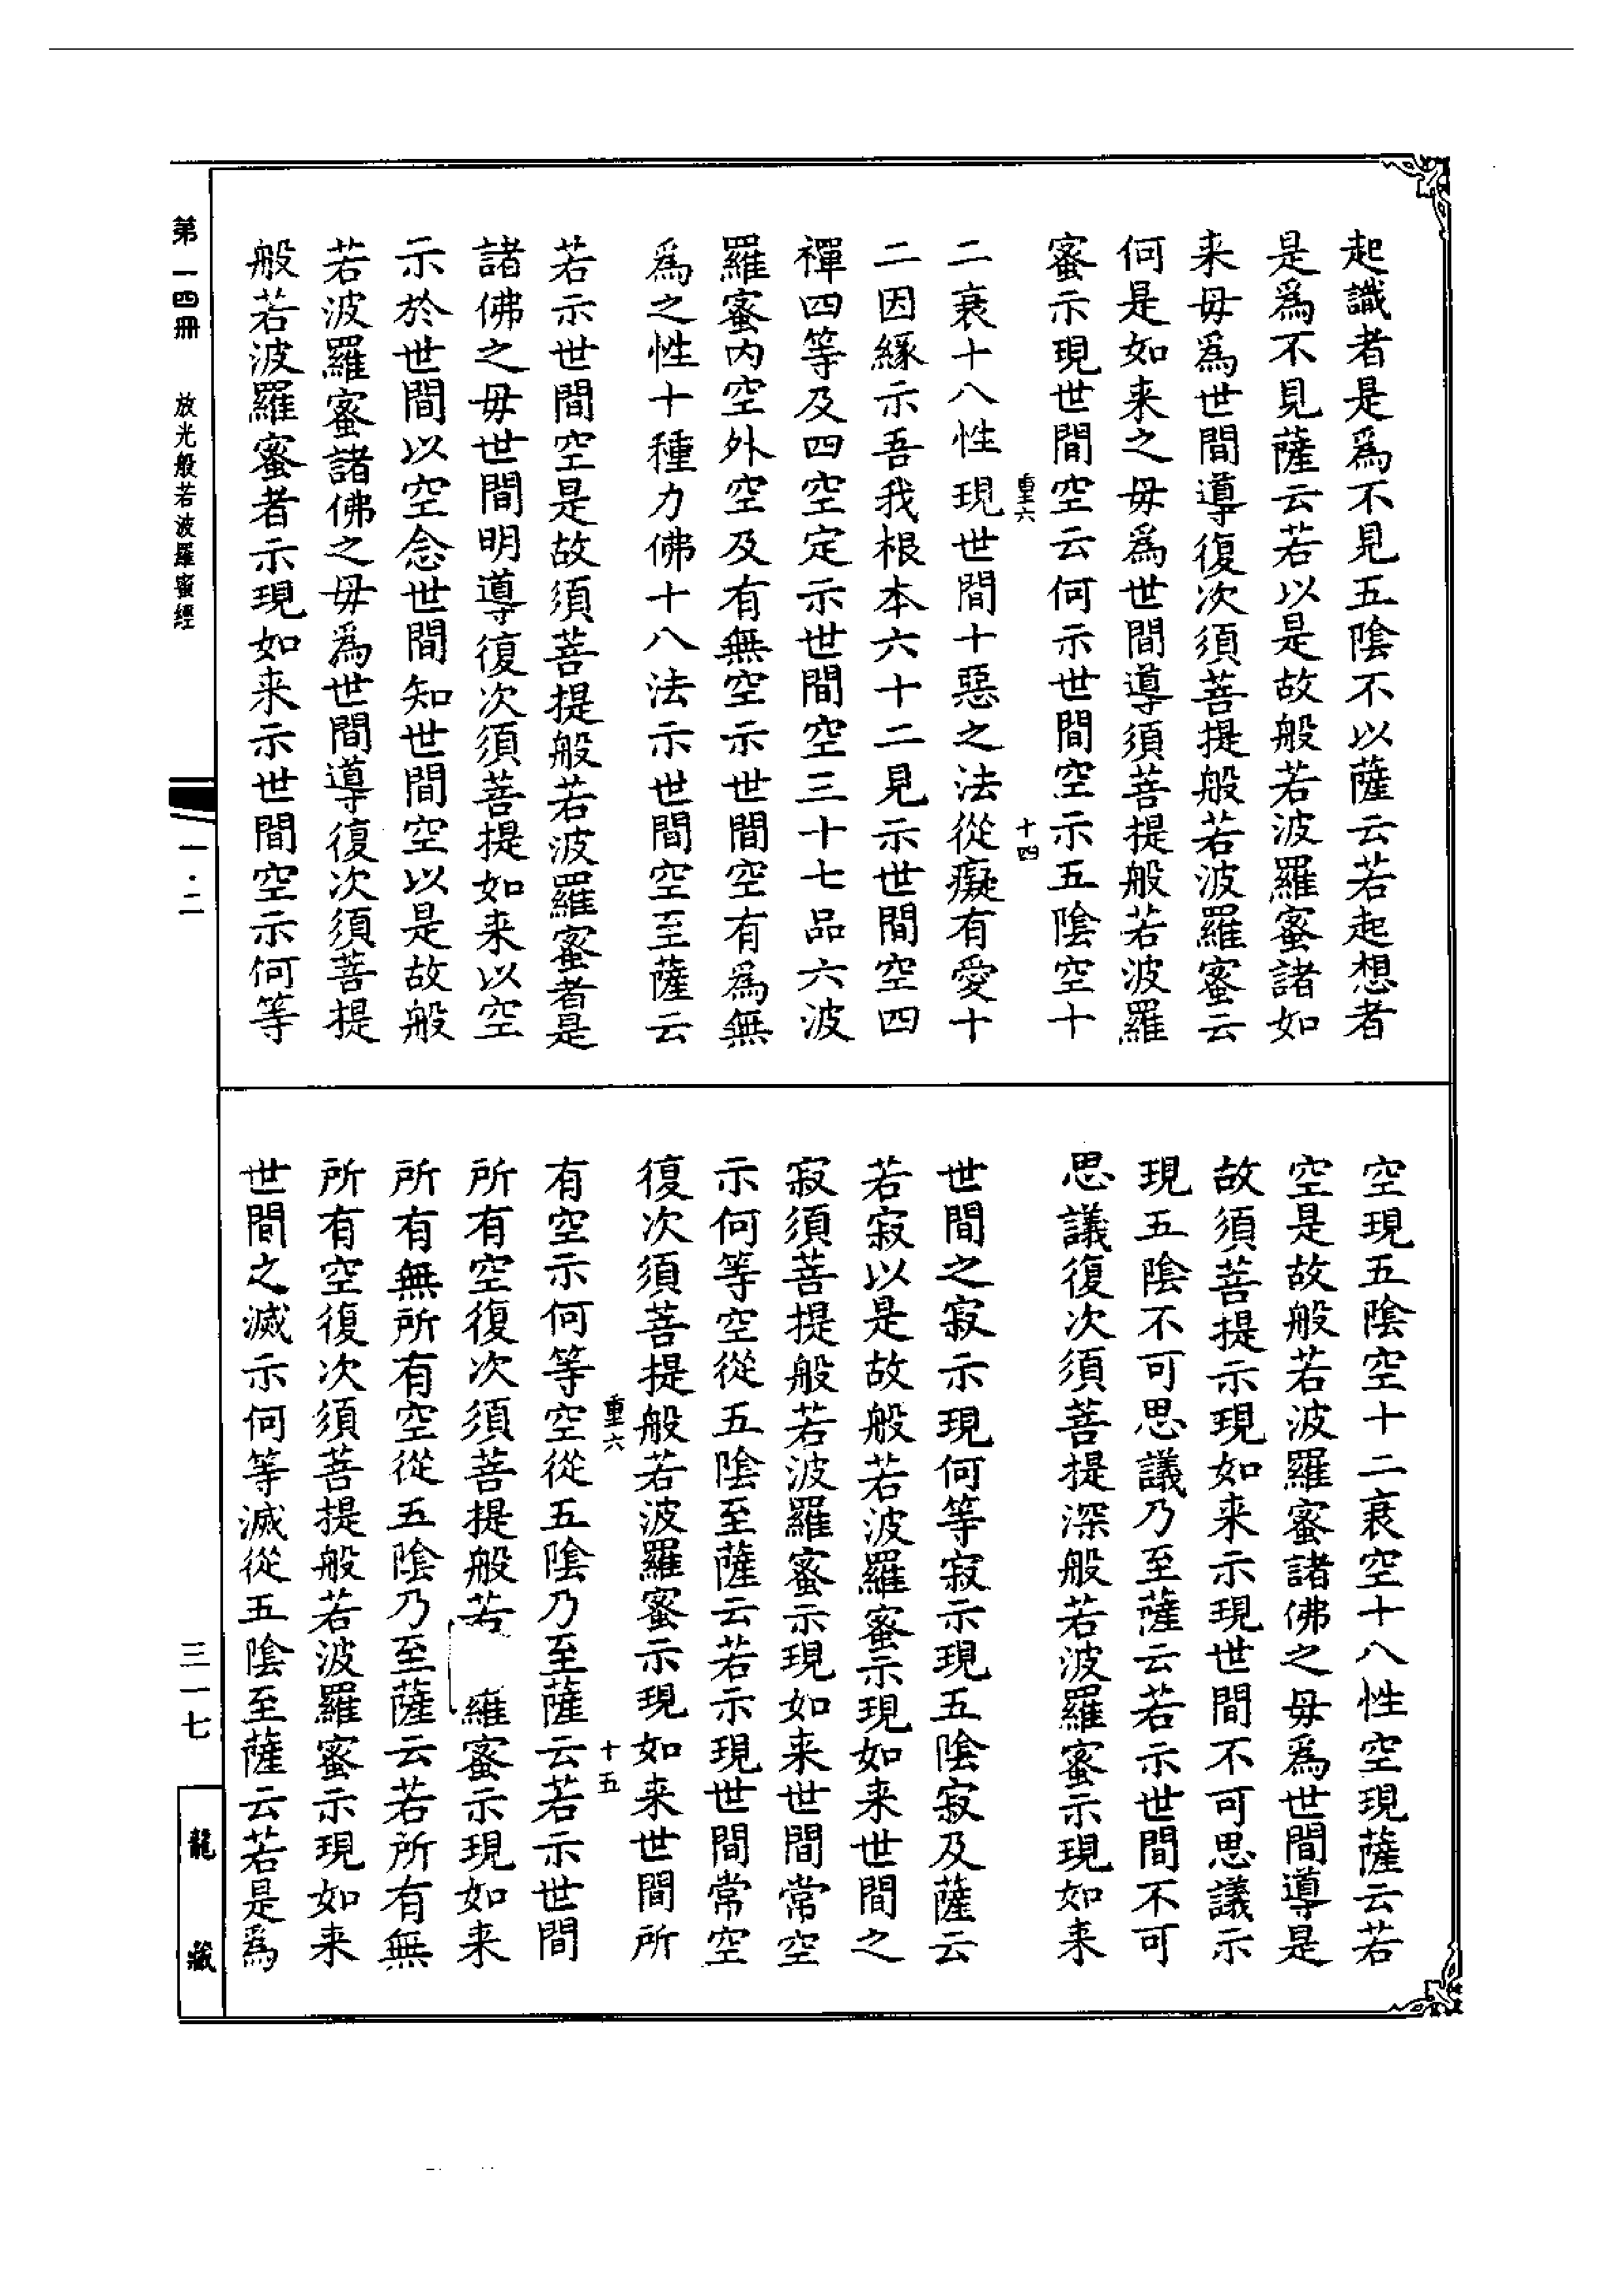 起識者是為不見五陰不以薩云若起想者
是為不見薩云若以是故般若波羅蜜諸如
来毋為世間導復次須菩提般若波羅蜜云
何是如来之毋為世間導須菩提般若波羅
蜜示現世間空云何示世間空示五陰空十
重六 十四
二衰十八性現世間十惡之法從癡有愛十
二因緣示吾我根本六十二見示世間空四
禪四等及四空定示世間空三十七品六波
羅蜜内空外空及有無空示世間空有為無
為之性十種力佛十八法示世間空至薩云
若示世間空是故須菩提般若波羅蜜者是
諸佛之毋世間明導復次須菩提如来以空
示於世間以空念世間知世間空以是故般
若波羅蜜諸佛之毋為世間導復次須菩提
般若波羅蜜者示現如来示世間空示何等
空現五陰空十二衰空十八性空現薩云若
空是故般若波羅蜜諸佛之毋為世間導是
故須菩提示現如来示現世間不可思議示
現五陰不可思議乃至薩云若示世間不可
思議復次須菩提深般若波羅蜜示現如来
世間之寂示現何等寂示現五陰寂及薩云
若寂以是故般若波羅蜜示現如来世間之
寂須菩提般若波羅蜜示現如来世間常空
示何等空從五陰至薩云若示現世間常空
復次須菩提般若波羅蜜示現如来世間所
重六 十五
有空示何等空從五陰乃至薩云若示世間
所有空復次須菩提般若 羅蜜示現如来
所有無所有空從五陰乃至薩云若所有無
所有空復次須菩提般若波羅蜜示現如来
世間之滅示何等滅從五陰至薩云若是為
第一四冊 放光般若波羅蜜經
一·二
三一七
龍藏